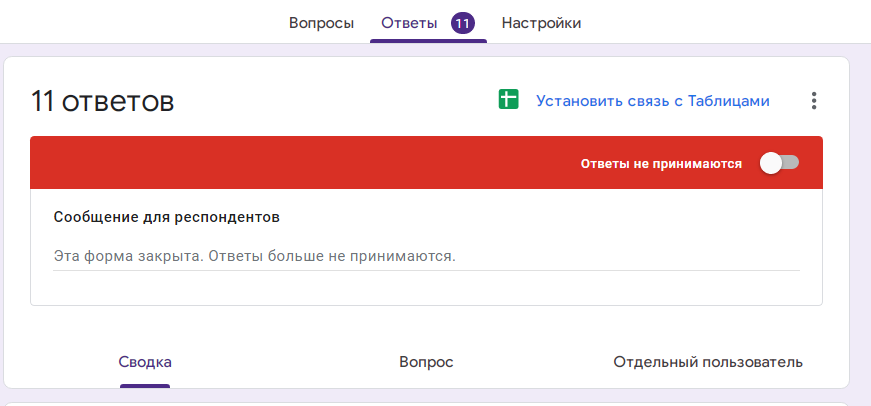 Вопросы Ответы 11 Настройки
11 ответов Установить связь с Таблицами
Ответы не принимаются
Сообщение для респондентов
Эта форма закрыта. Ответы больше не принимаются.
Сводка Вопрос Отдельный пользователь